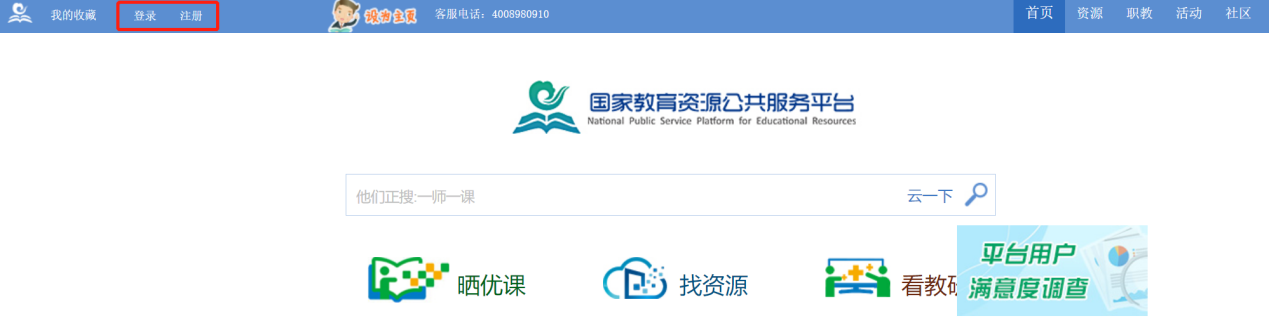 我的收藏 登录 注册 设为主页 客服电话：4008980910 首页 资源 职教 活动 社区
国家教育资源公共服务平台
National Public Service Platform for Educational Resources
他们正搜:一师一课 云一下
晒优课 找资源 看教研
平台用户
满意度调查